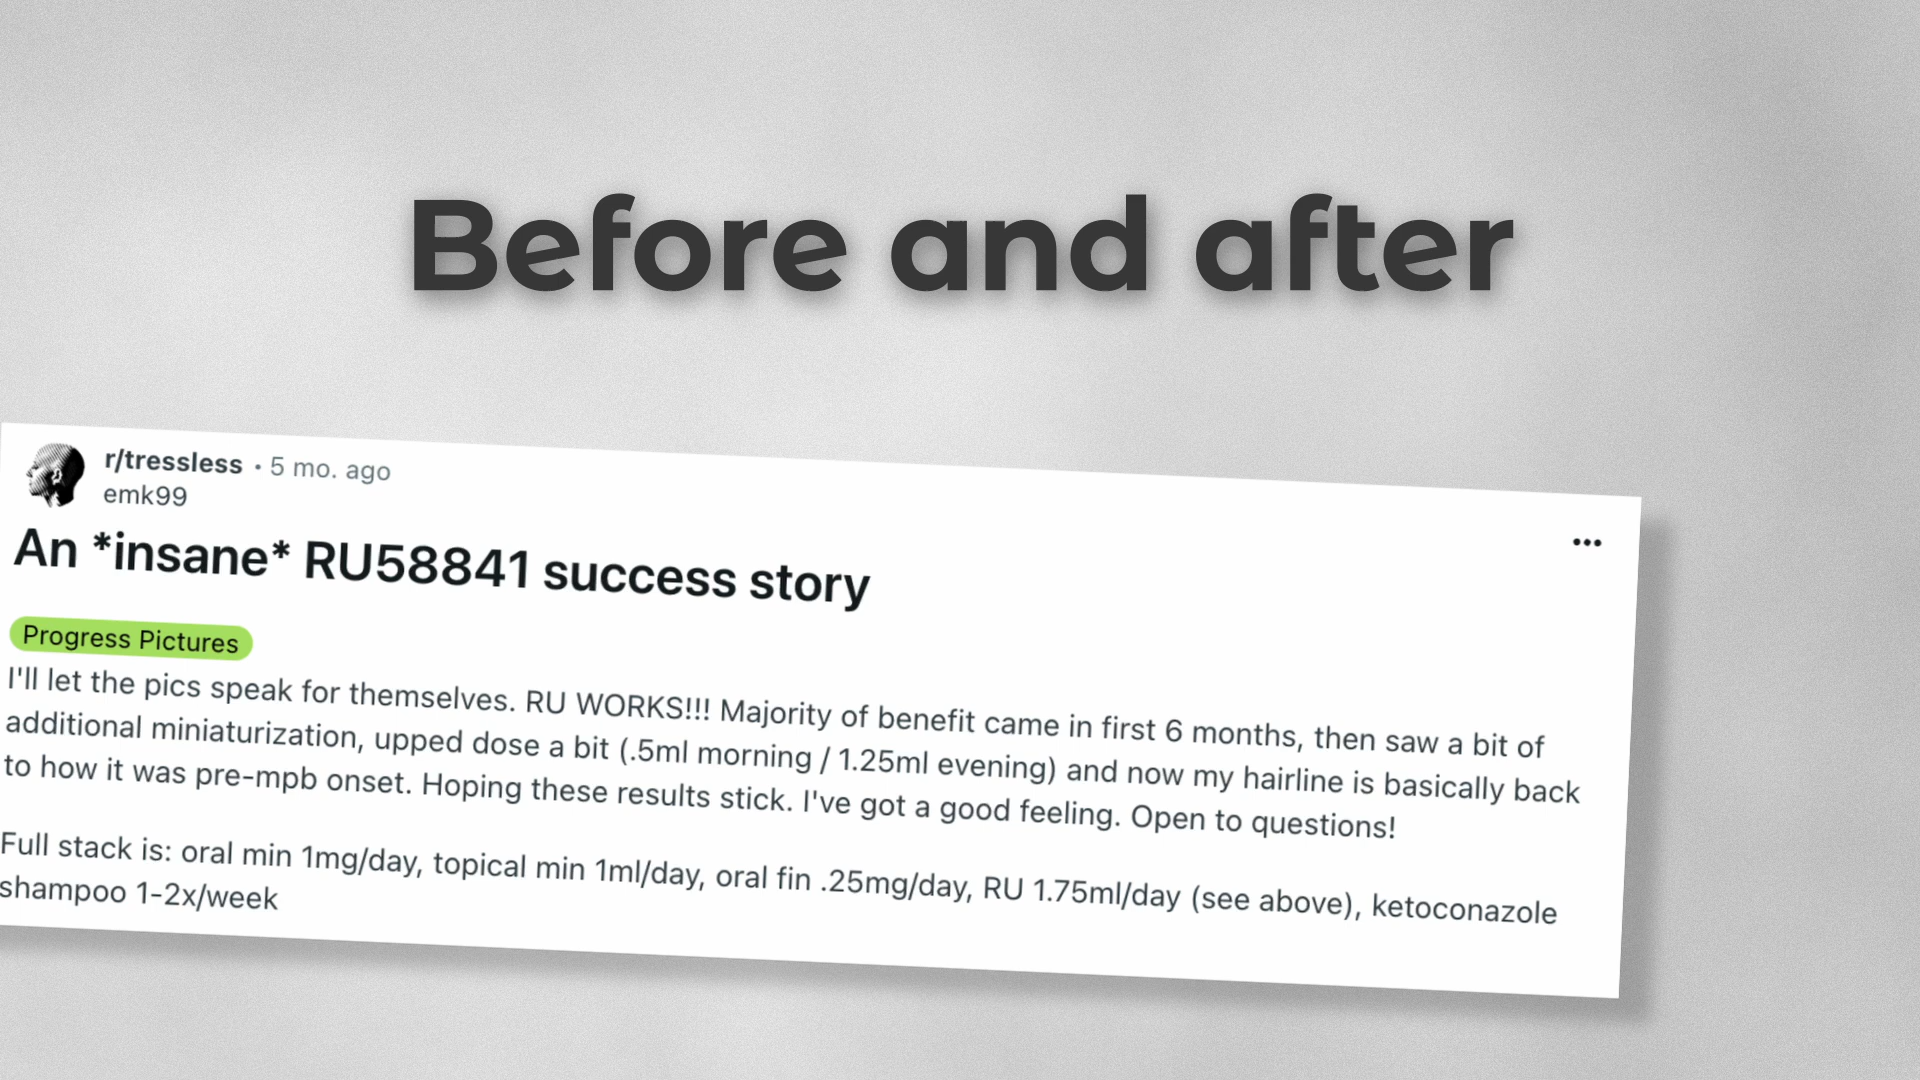 Before and after
r/tressless • 5 mo. ago
emk99
An *insane* RU58841 success story
Progress Pictures
I'll let the pics speak for themselves. RU WORKS!!! Majority of benefit came in first 6 months, then saw a bit of
additional miniaturization, upped dose a bit (.5ml morning / 1.25ml evening) and now my hairline is basically back
to how it was pre-mpb onset. Hoping these results stick. I've got a good feeling. Open to questions!
Full stack is: oral min 1mg/day, topical min 1ml/day, oral fin .25mg/day, RU 1.75ml/day (see above), ketoconazole
shampoo 1-2x/week